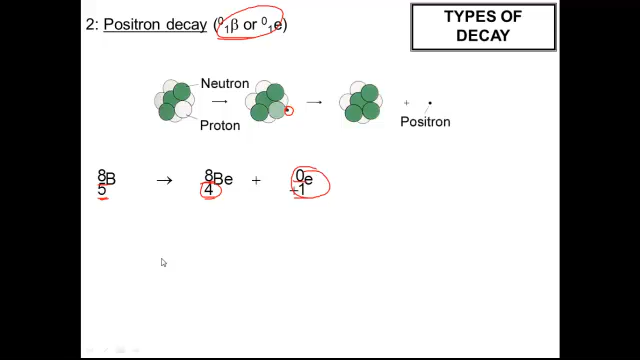 2: Positron decay (⁰₁β or ⁰₁e)
TYPES OF
DECAY
Neutron
Proton
+
Positron
⁸₅B → ⁸₄Be + ⁰₊₁e